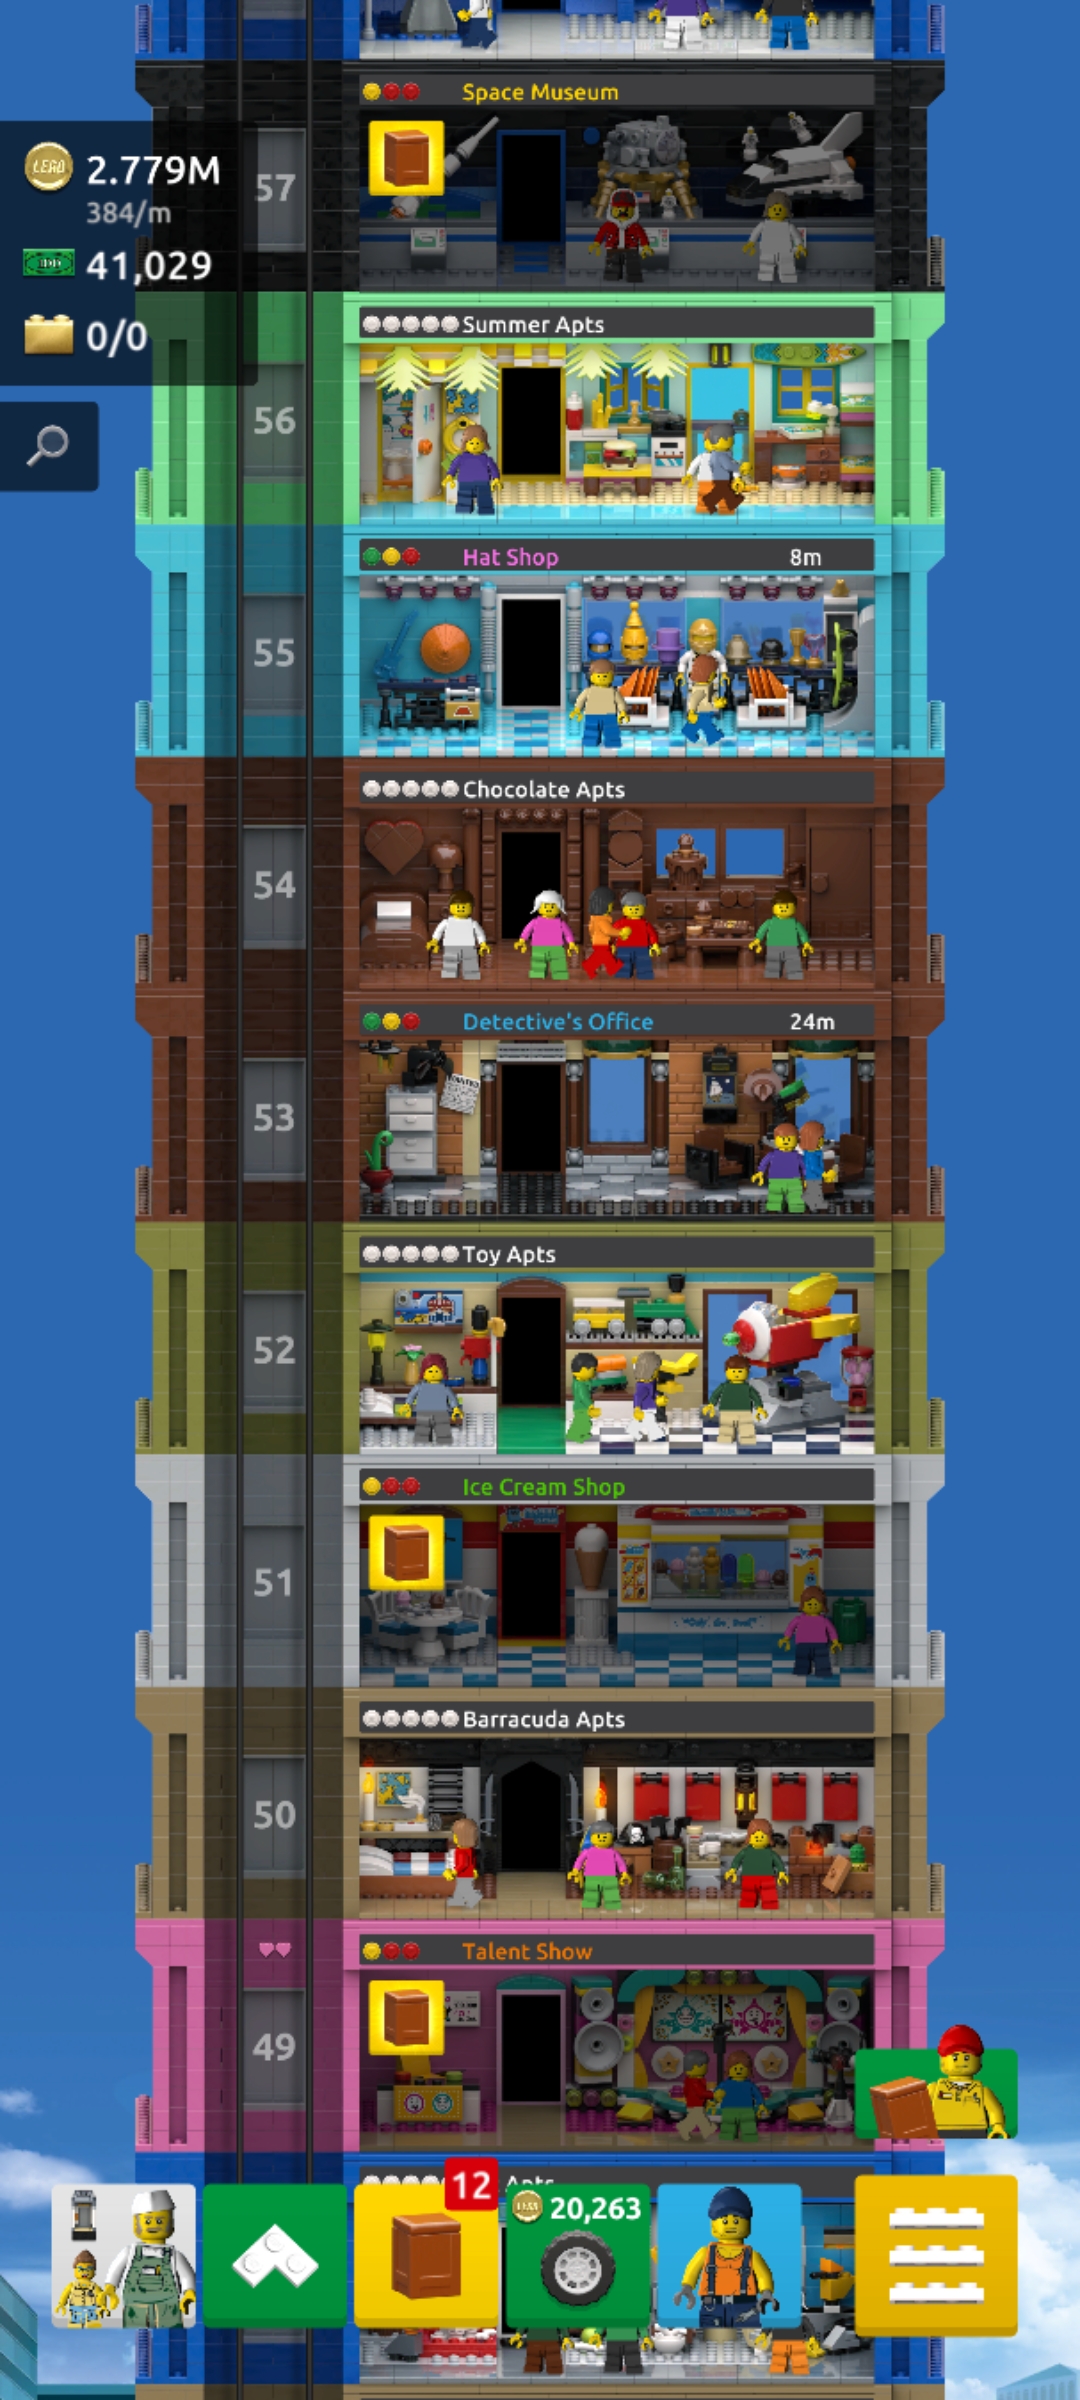 Space Museum
57
LEGO
2.779M
384/m
41,029
0/0
Summer Apts
56
Hat Shop
8m
55
Chocolate Apts
54
Detective's Office
24m
53
Toy Apts
52
Ice Cream Shop
51
Barracuda Apts
50
Talent Show
49
Apts
12
20,263